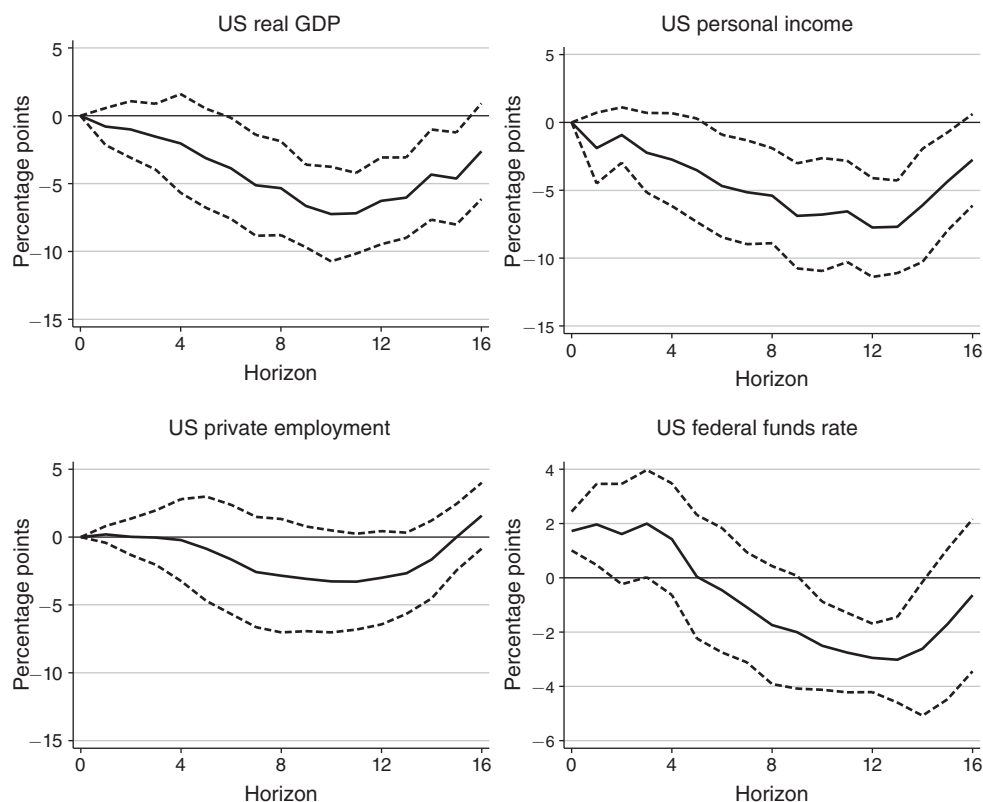 US real GDP
US personal income
Percentage points
5
0
−5
−10
−15
0 4 8 12 16
Horizon
Percentage points
5
0
−5
−10
−15
0 4 8 12 16
Horizon
US private employment
US federal funds rate
Percentage points
5
0
−5
−10
−15
0 4 8 12 16
Horizon
Percentage points
4
2
0
−2
−4
−6
0 4 8 12 16
Horizon